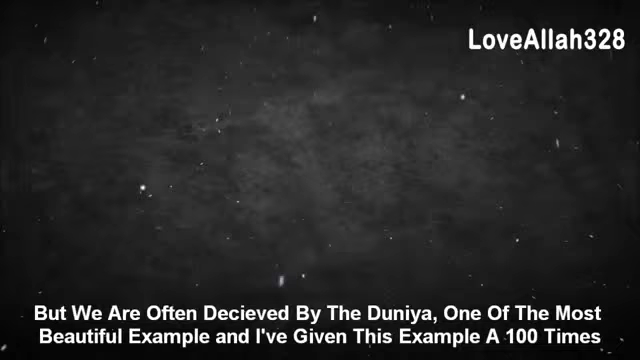 LoveAllah328
But We Are Often Decieved By The Duniya, One Of The Most
Beautiful Example and I've Given This Example A 100 Times